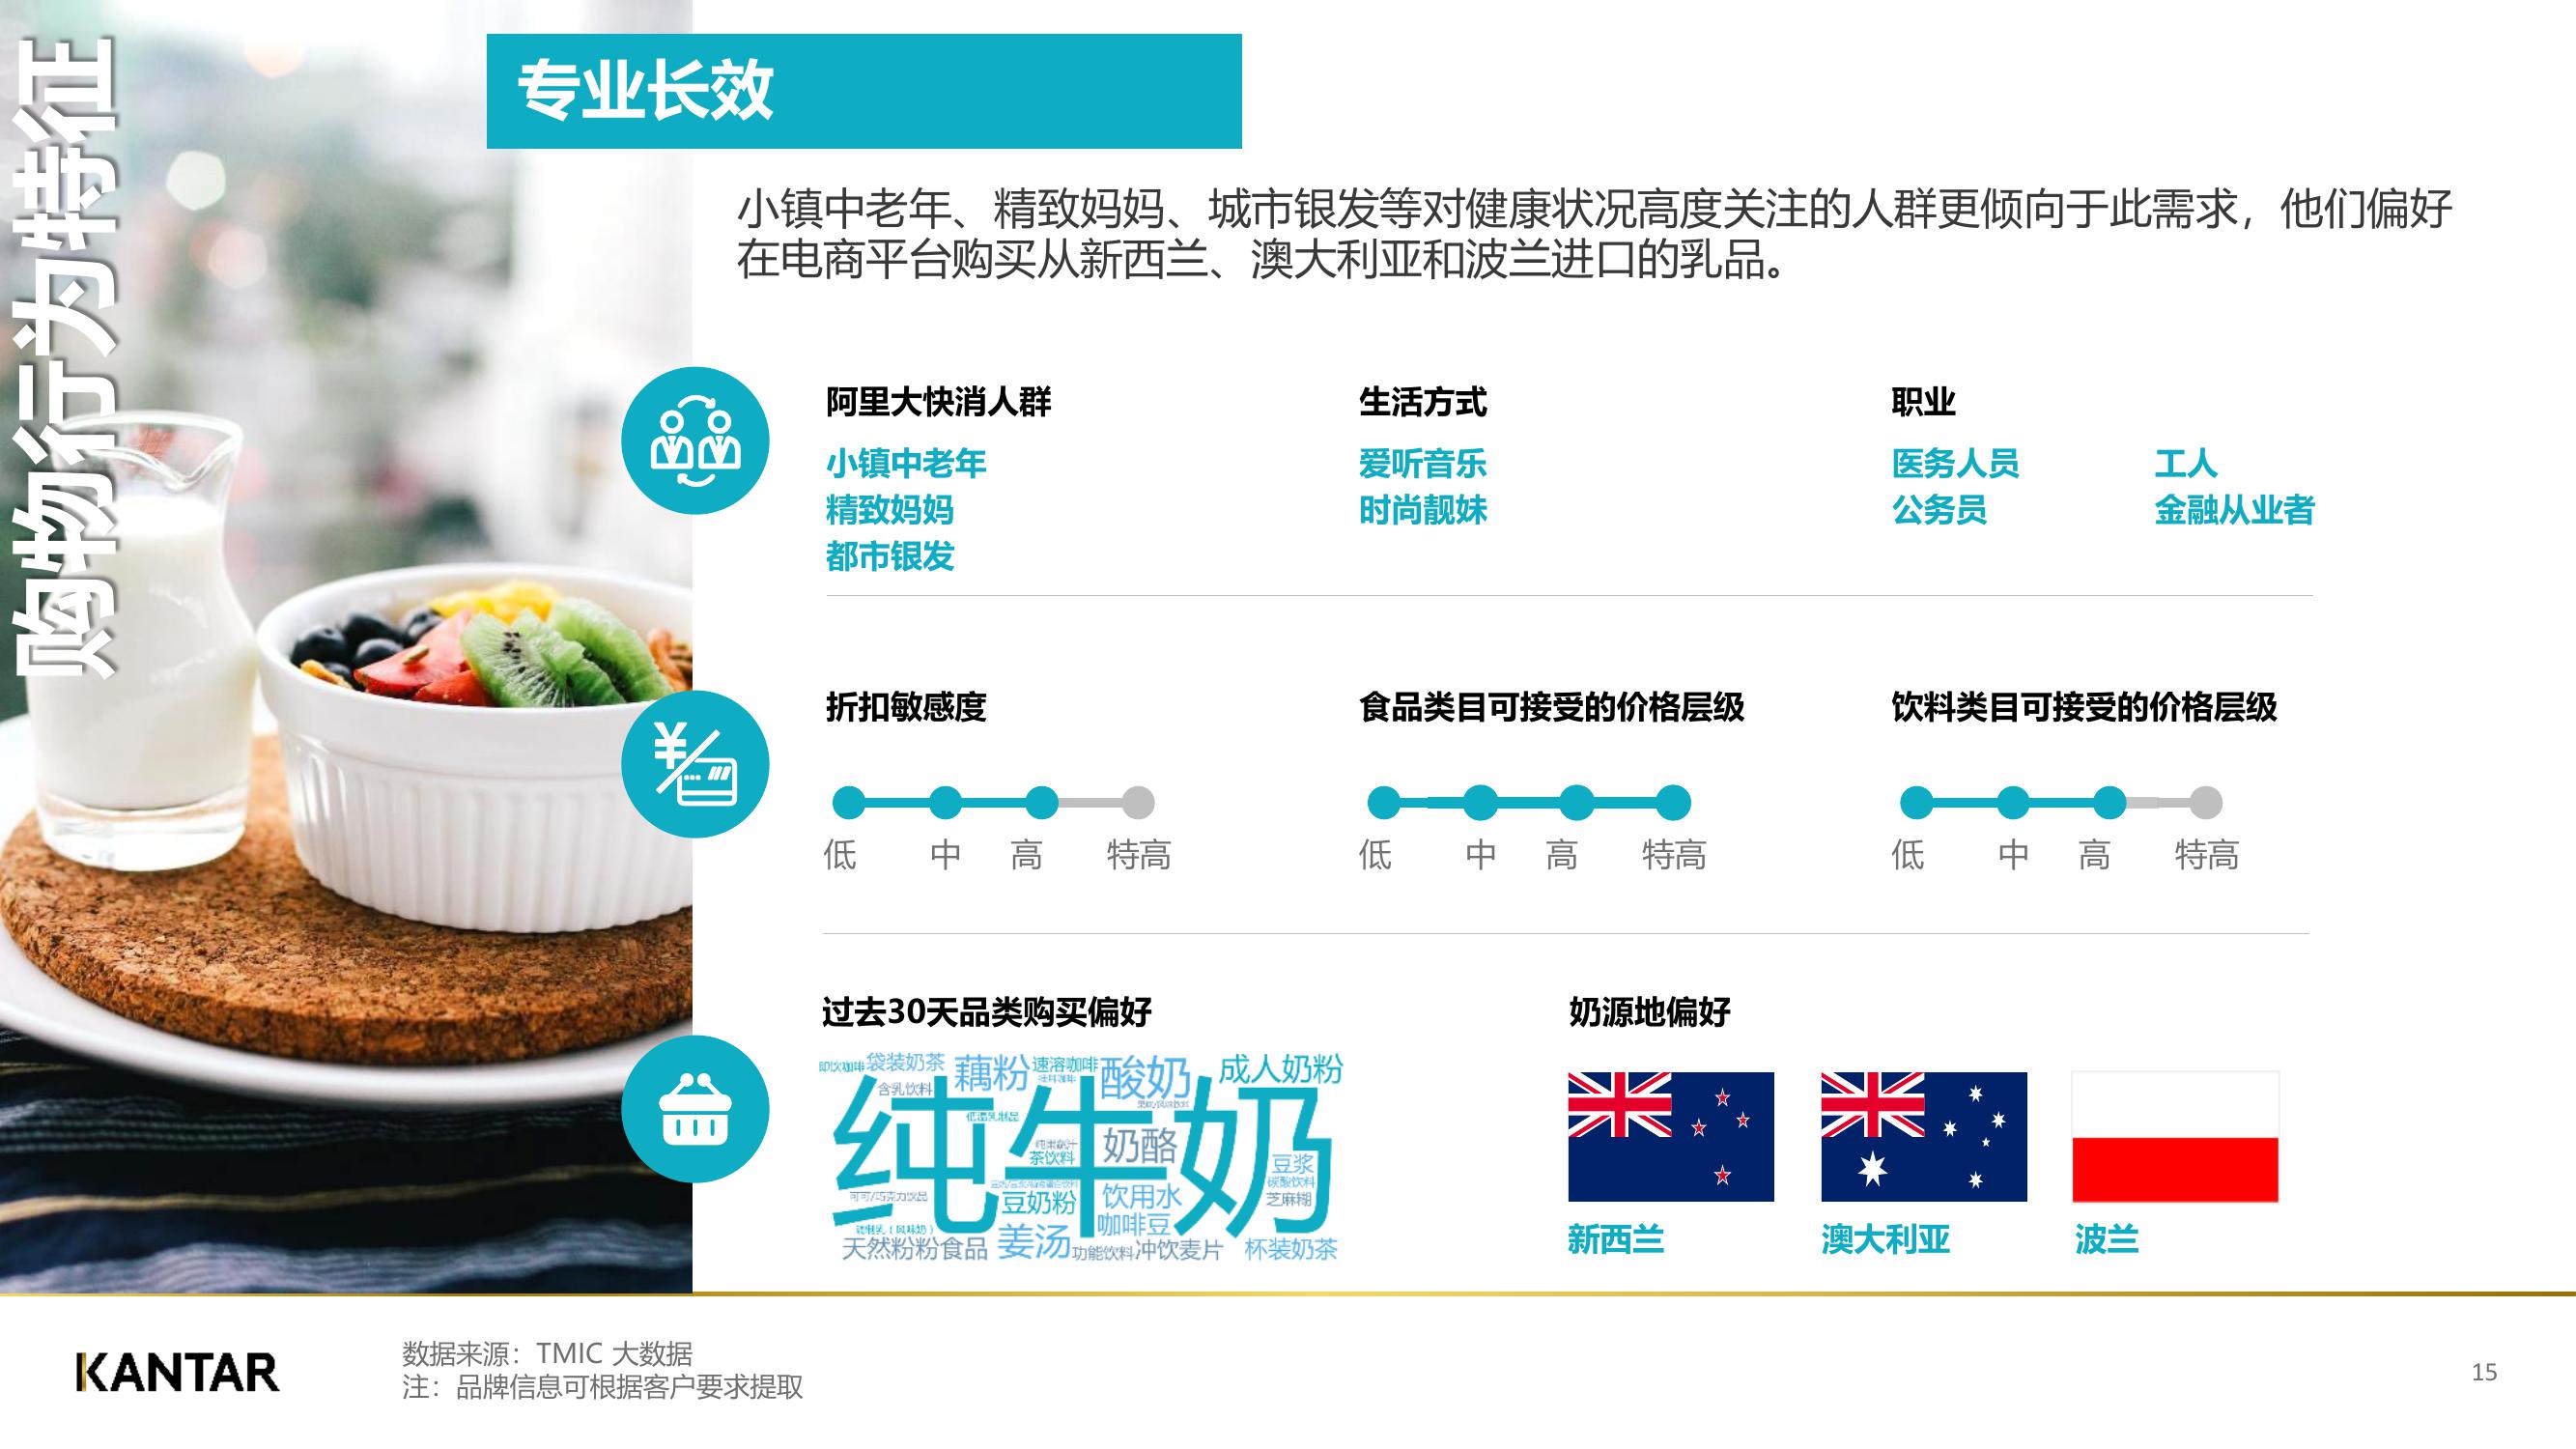 购物行为特征
专业长效
小镇中老年、精致妈妈、城市银发等对健康状况高度关注的人群更倾向于此需求，他们偏好
在电商平台购买从新西兰、澳大利亚和波兰进口的乳品。
阿里大快消人群
小镇中老年
精致妈妈
都市银发
生活方式
爱听音乐
时尚靓妹
职业
医务人员 工人
公务员 金融从业者
折扣敏感度
低 中 高 特高
食品类目可接受的价格层级
低 中 高 特高
饮料类目可接受的价格层级
低 中 高 特高
过去30天品类购买偏好
即饮咖啡
袋装奶茶
藕粉
速溶咖啡
酸奶
成人奶粉
含乳饮料
纯牛奶
低温乳制品
纯果蔬汁
茶饮料
奶酪
豆浆
碳酸饮料
芝麻糊
可可/巧克力饮品
豆奶粉
饮用水
咖啡豆
天然粉粉食品
姜汤
功能饮料
冲饮麦片
杯装奶茶
奶源地偏好
新西兰
澳大利亚
波兰
KANTAR
数据来源：TMIC 大数据
注：品牌信息可根据客户要求提取
15